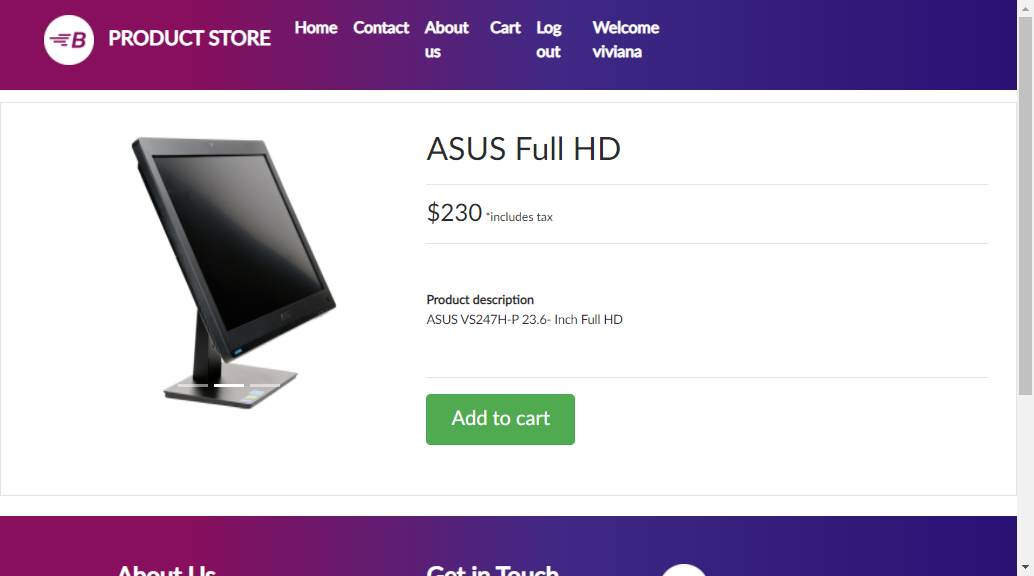 B PRODUCT STORE Home Contact About us Cart Log out Welcome viviana
ASUS Full HD
$230 *includes tax
Product description
ASUS VS247H-P 23.6- Inch Full HD
Add to cart
About Us
Get in Touch